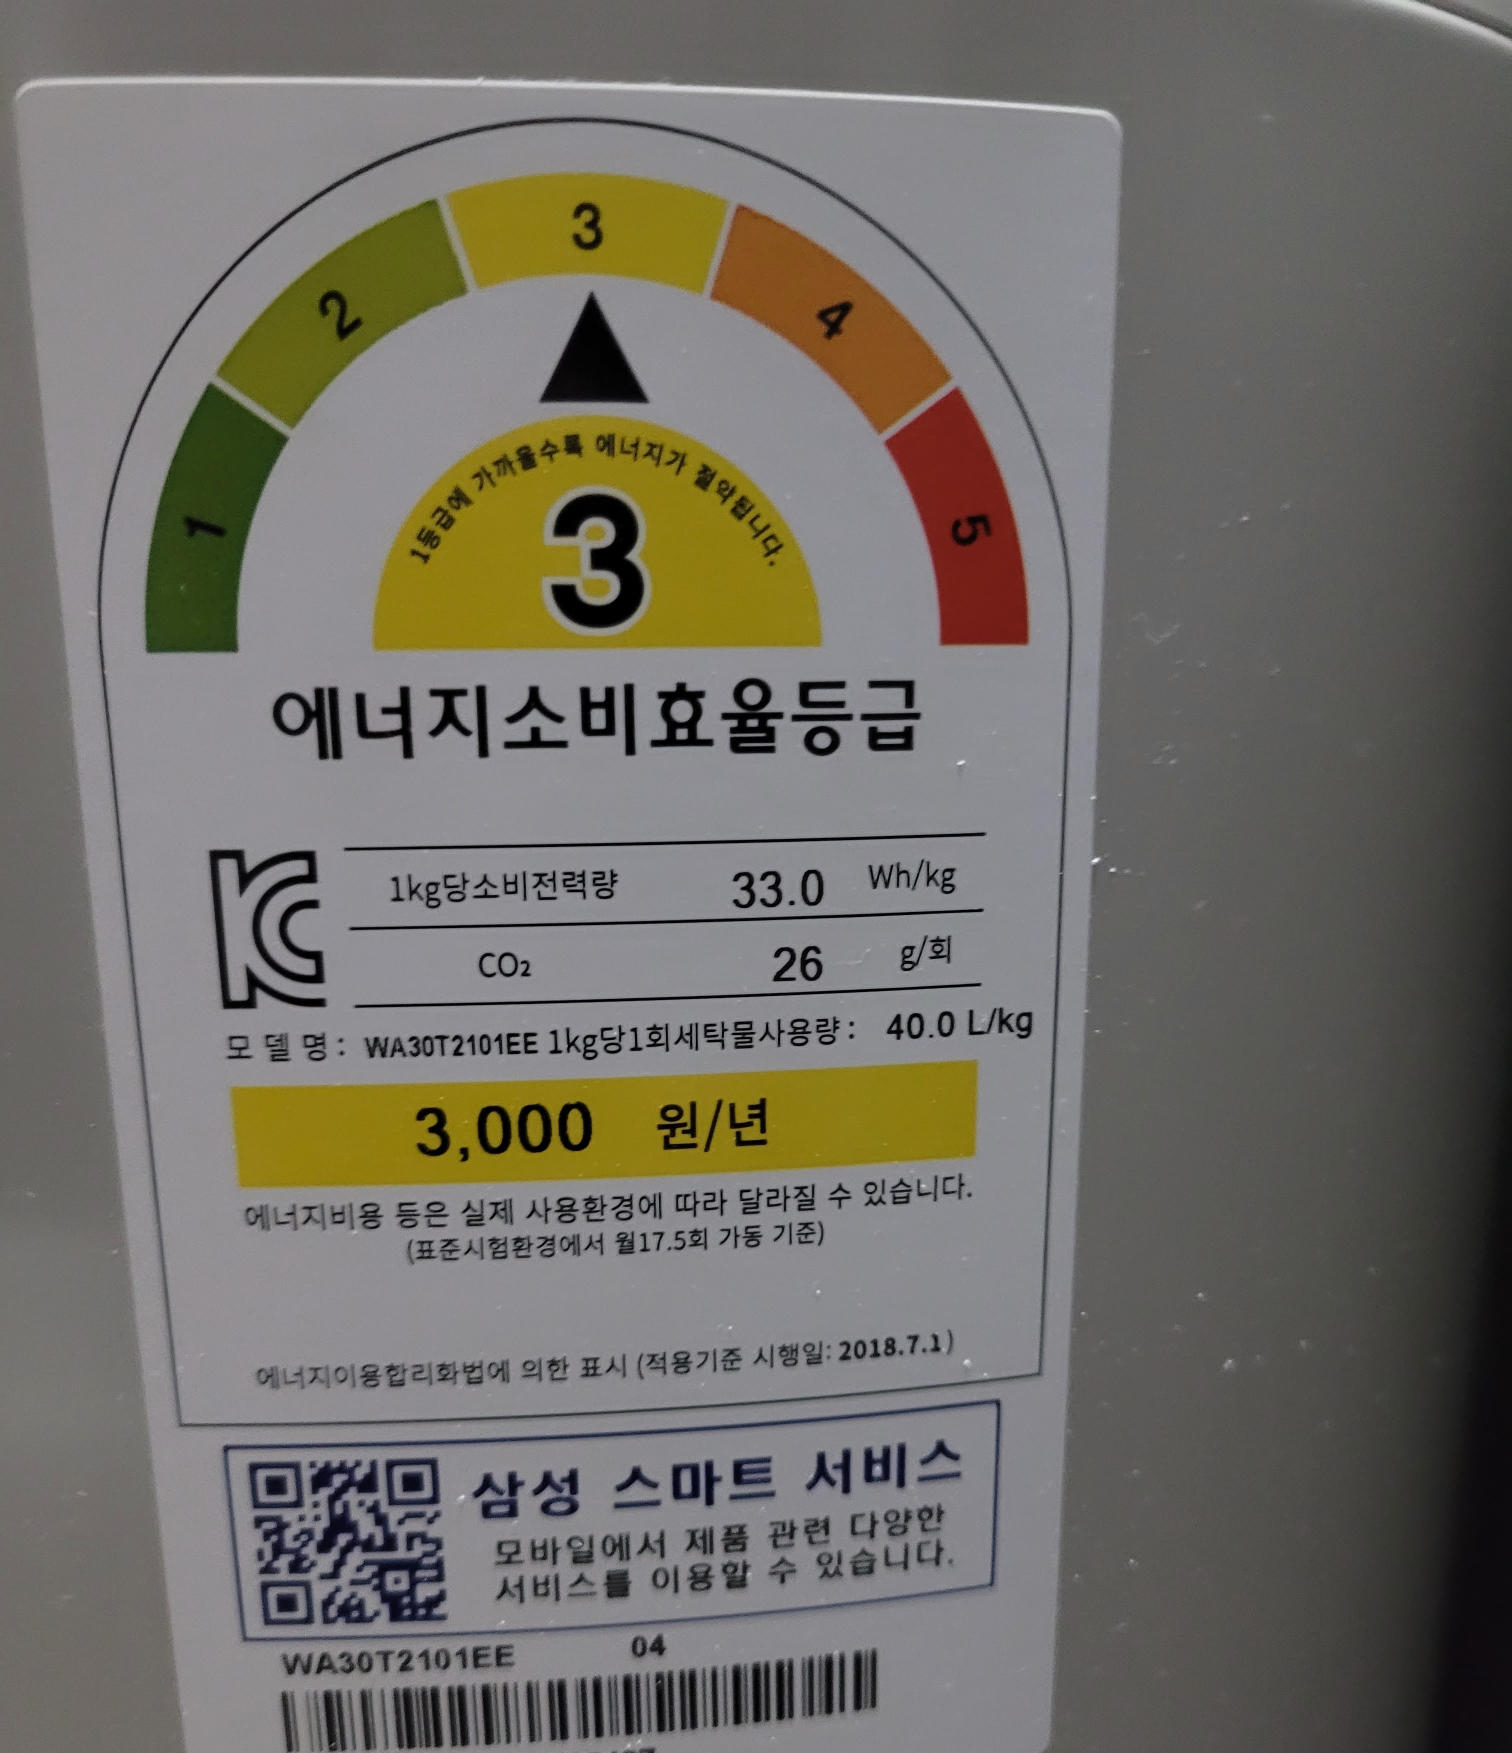 1 2 3 4 5
1등급에 가까울수록 에너지가 절약됩니다.
3
에너지소비효율등급
1kg당소비전력량 33.0 Wh/kg
CO₂ 26 g/회
모 델 명 : WA30T2101EE 1kg당1회세탁물사용량 : 40.0 L/kg
3,000 원/년
에너지비용 등은 실제 사용환경에 따라 달라질 수 있습니다.
(표준시험환경에서 월17.5회 가동 기준)
에너지이용합리화법에 의한 표시 (적용기준 시행일: 2018.7.1)
삼성 스마트 서비스
모바일에서 제품 관련 다양한
서비스를 이용할 수 있습니다.
WA30T2101EE 04